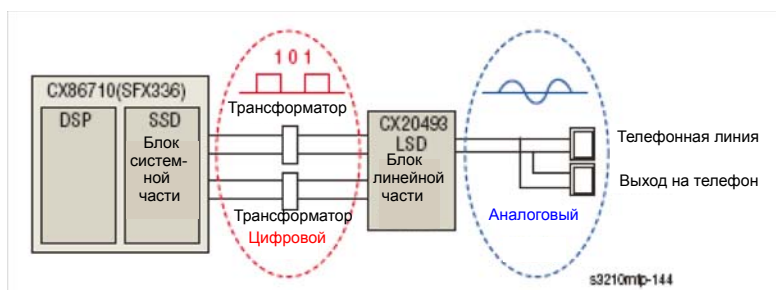 1 0 1
CX86710(SFX336)
DSP
SSD
Блок
систем-
ной
части
Трансформатор
Трансформатор
Цифровой
CX20493
LSD
Блок
линейной
части
Телефонная линия
Выход на телефон
Аналоговый
s3210mfp-144